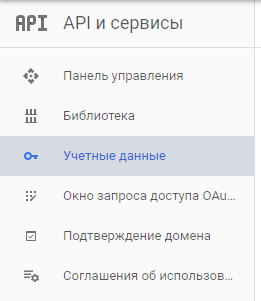 API API и сервисы
Панель управления
Библиотека
Учетные данные
Окно запроса доступа OAu...
Подтверждение домена
Соглашения об использов...